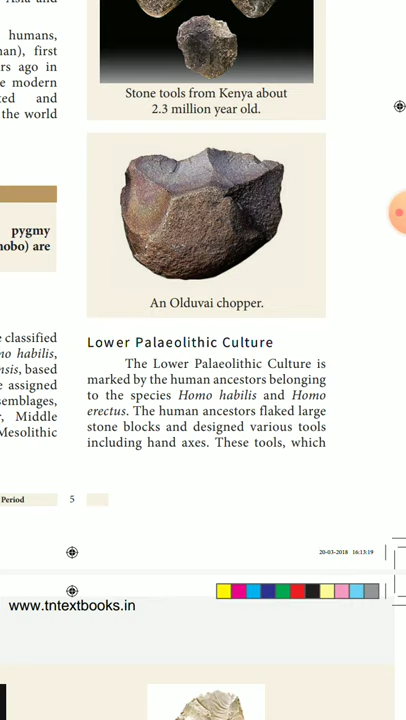 humans,
man), first
rs ago in
e modern
ted and
the world
pygmy
nobo) are
e classified
mo habilis,
nsis, based
e assigned
semblages,
r, Middle
Mesolithic
Period
Stone tools from Kenya about
2.3 million year old.
An Olduvai chopper.
Lower Palaeolithic Culture
The Lower Palaeolithic Culture is
marked by the human ancestors belonging
to the species Homo habilis and Homo
erectus. The human ancestors flaked large
stone blocks and designed various tools
including hand axes. These tools, which
5
20-03-2018 16:13:19
www.tntextbooks.in